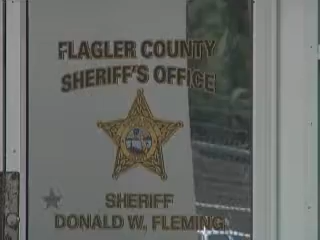 FLAGLER COUNTY
SHERIFF'S OFFICE
SHERIFF
DONALD W. FLEMING